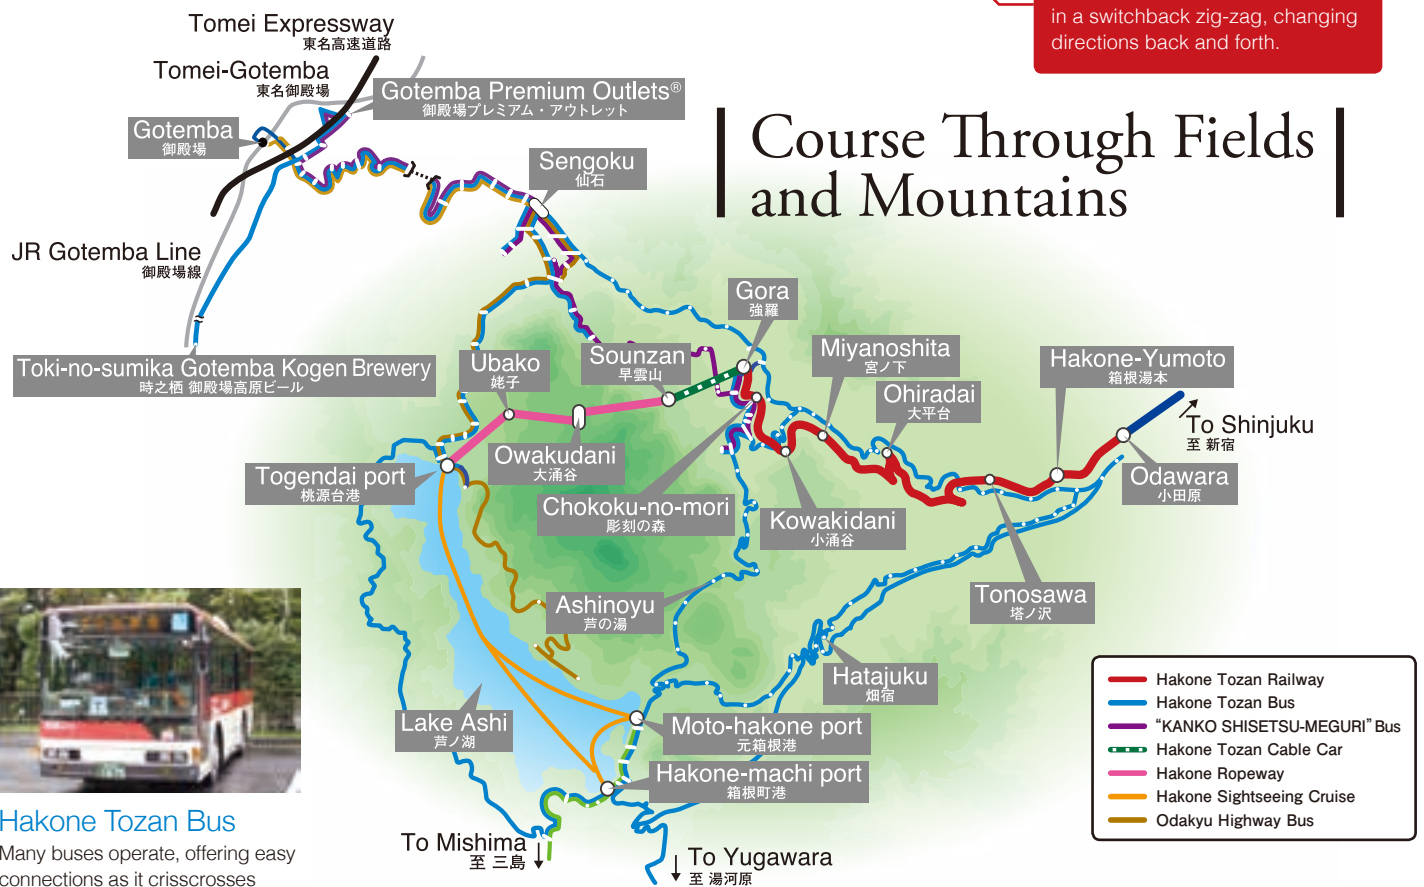 in a switchback zig-zag, changing
directions back and forth.
Course Through Fields
and Mountains
Tomei Expressway
東名高速道路
Tomei-Gotemba
東名御殿場
Gotemba Premium Outlets®
御殿場プレミアム・アウトレット
Gotemba
御殿場
Sengoku
仙石
JR Gotemba Line
御殿場線
Toki-no-sumika Gotemba Kogen Brewery
時之栖 御殿場高原ビール
Gora
強羅
Ubako
姥子
Sounzan
早雲山
Miyanoshita
宮ノ下
Hakone-Yumoto
箱根湯本
Ohiradai
大平台
To Shinjuku
至 新宿
Togendai port
桃源台港
Owakudani
大涌谷
Chokoku-no-mori
彫刻の森
Kowakidani
小涌谷
Odawara
小田原
Ashinoyu
芦の湯
Tonosawa
塔ノ沢
Hatajuku
畑宿
Lake Ashi
芦ノ湖
Moto-hakone port
元箱根港
Hakone-machi port
箱根町港
To Mishima
至 三島
To Yugawara
至 湯河原
Hakone Tozan Railway
Hakone Tozan Bus
“KANKO SHISETSU-MEGURI” Bus
Hakone Tozan Cable Car
Hakone Ropeway
Hakone Sightseeing Cruise
Odakyu Highway Bus
Hakone Tozan Bus
Many buses operate, offering easy
connections as it crisscrosses